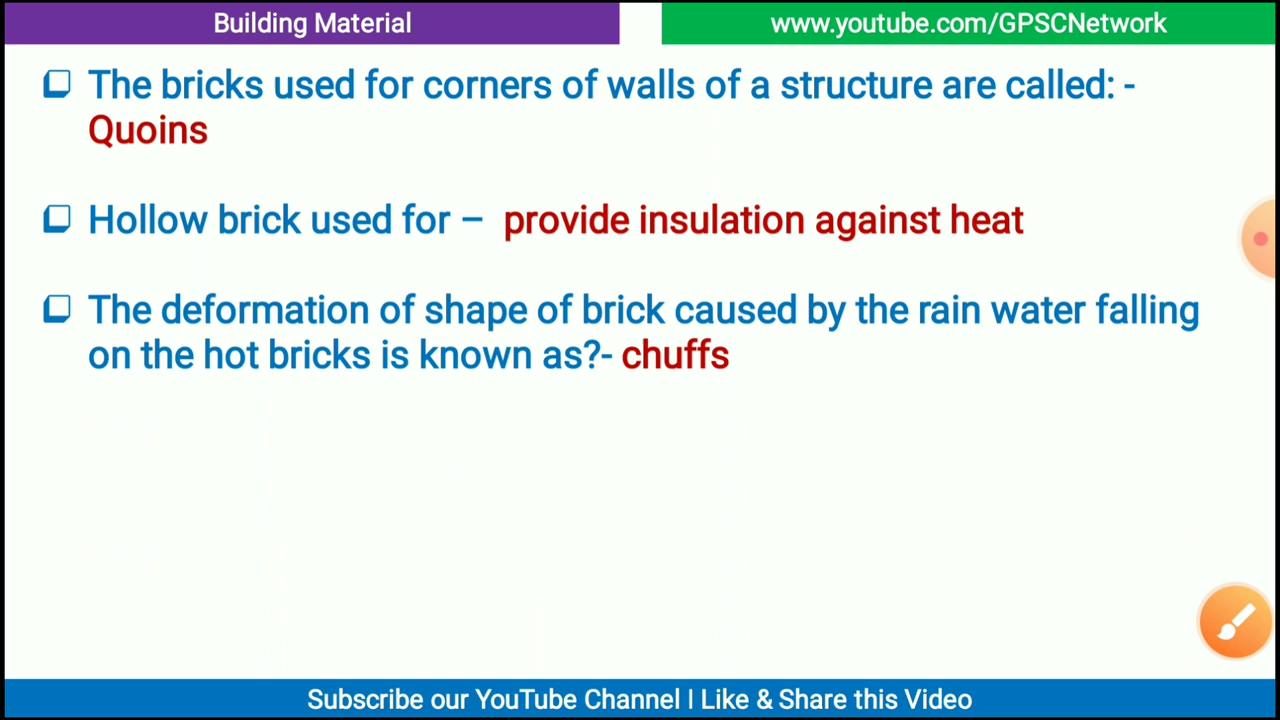 Building Material
www.youtube.com/GPSCNetwork
The bricks used for corners of walls of a structure are called: -
Quoins
Hollow brick used for – provide insulation against heat
The deformation of shape of brick caused by the rain water falling
on the hot bricks is known as?- chuffs
Subscribe our YouTube Channel I Like & Share this Video